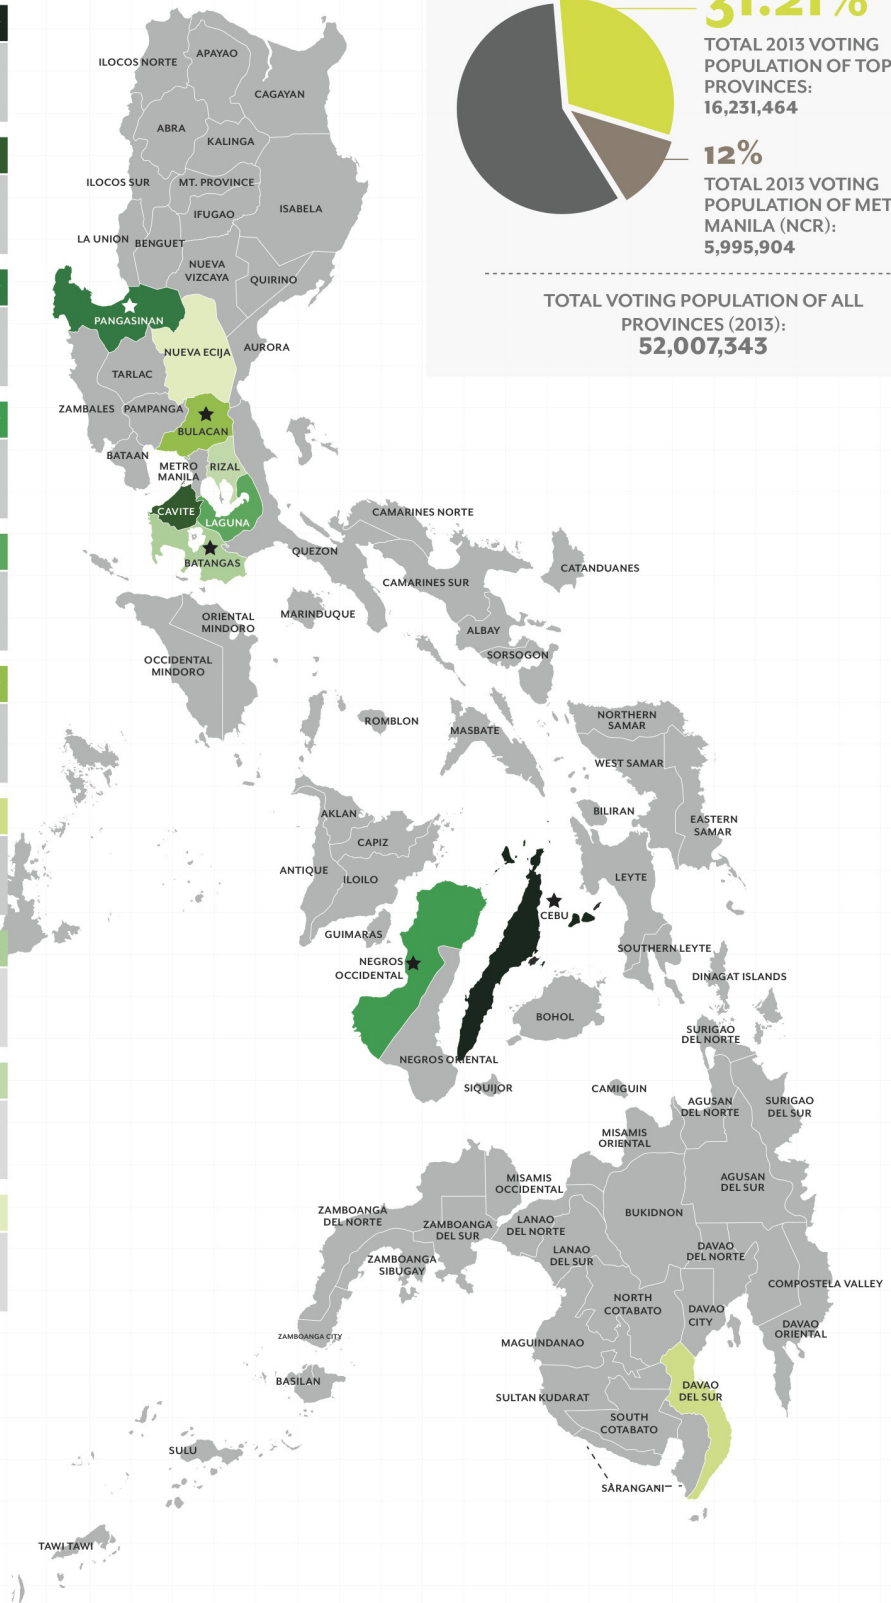 31.21%
TOTAL 2013 VOTING
POPULATION OF TOP
PROVINCES:
16,231,464
12%
TOTAL 2013 VOTING
POPULATION OF MET
MANILA (NCR):
5,995,904
TOTAL VOTING POPULATION OF ALL
PROVINCES (2013):
52,007,343
ILOCOS NORTE
APAYAO
CAGAYAN
ABRA
KALINGA
ILOCOS SUR
MT. PROVINCE
IFUGAO
ISABELA
LA UNION
BENGUET
NUEVA
VIZCAYA
QUIRINO
PANGASINAN
NUEVA ECIJA
AURORA
TARLAC
ZAMBALES
PAMPANGA
BULACAN
BATAAN
METRO
MANILA
RIZAL
CAVITE
LAGUNA
BATANGAS
QUEZON
CAMARINES NORTE
CAMARINES SUR
CATANDUANES
ORIENTAL
MINDORO
MARINDUQUE
ALBAY
OCCIDENTAL
MINDORO
SORSOGON
ROMBLON
MASBATE
NORTHERN
SAMAR
WEST SAMAR
BILIRAN
EASTERN
SAMAR
AKLAN
CAPIZ
ANTIQUE
ILOILO
LEYTE
CEBU
GUIMARAS
SOUTHERN LEYTE
NEGROS
OCCIDENTAL
DINAGAT ISLANDS
BOHOL
SURIGAO
DEL NORTE
NEGROS ORIENTAL
SIQUIJOR
CAMIGUIN
AGUSAN
DEL NORTE
SURIGAO
DEL SUR
MISAMIS
ORIENTAL
MISAMIS
OCCIDENTAL
AGUSAN
DEL SUR
ZAMBOANGA
DEL NORTE
ZAMBOANGA
DEL SUR
LANAO
DEL NORTE
BUKIDNON
LANAO
DEL SUR
DAVAO
DEL NORTE
ZAMBOANGA
SIBUGAY
COMPOSTELA VALLEY
NORTH
COTABATO
DAVAO
CITY
DAVAO
ORIENTAL
ZAMBOANGA CITY
MAGUINDANAO
BASILAN
SULTAN KUDARAT
DAVAO
DEL SUR
SOUTH
COTABATO
SULU
SARANGANI
TAWI TAWI